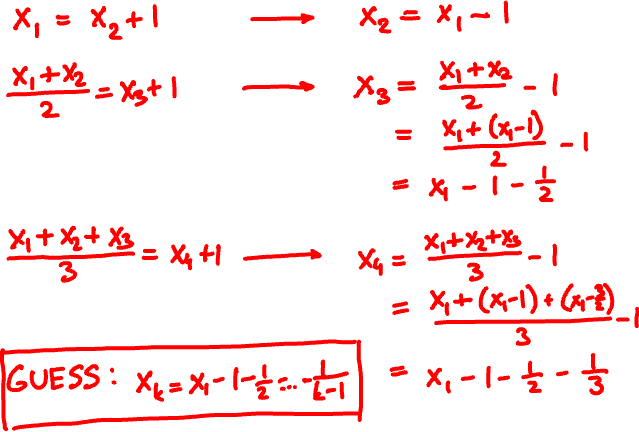 x₁ = x₂ + 1 → x₂ = x₁ - 1
(x₁ + x₂)/2 = x₃ + 1 → x₃ = (x₁ + x₂)/2 - 1
= (x₁ + (x₁-1))/2 - 1
= x₁ - 1 - 1/2
(x₁ + x₂ + x₃)/3 = x₄ + 1 → x₄ = (x₁ + x₂ + x₃)/3 - 1
= (x₁ + (x₁-1) + (x₁-3/2))/3 - 1
= x₁ - 1 - 1/2 - 1/3
GUESS: xₖ = x₁ - 1 - 1/2 - ... - 1/(k-1)